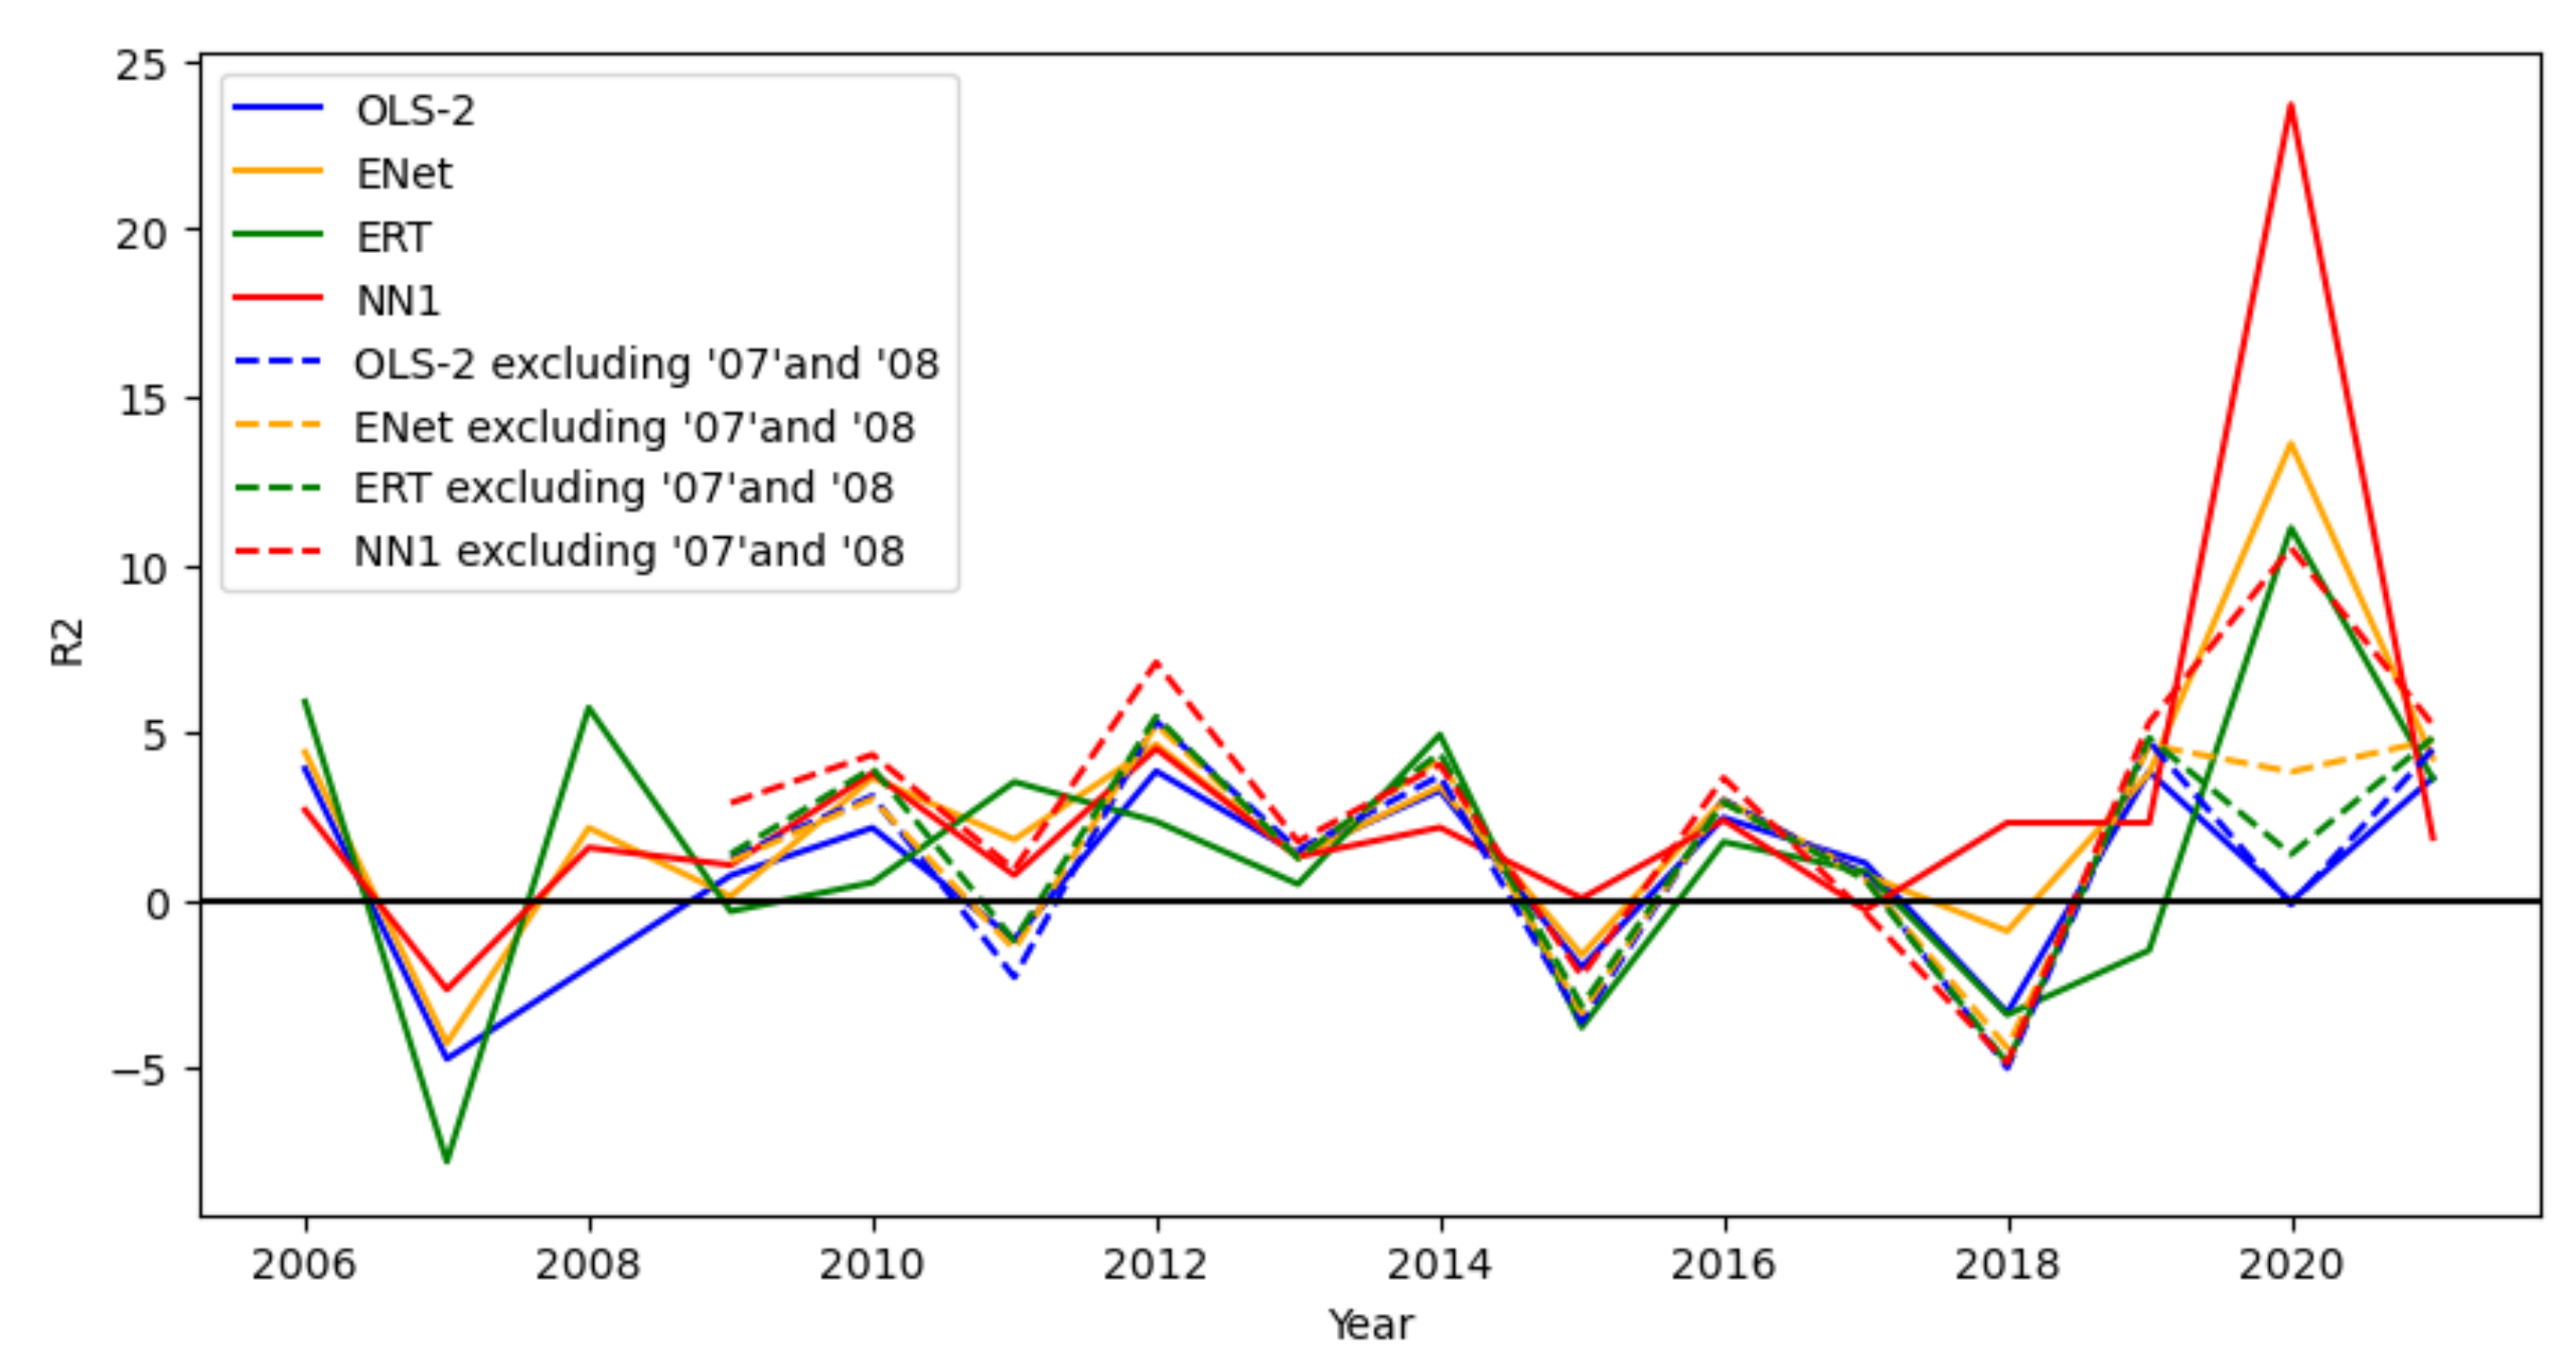 25
20
15
10
5
0
−5
R2
OLS-2
ENet
ERT
NN1
OLS-2 excluding '07'and '08
ENet excluding '07'and '08
ERT excluding '07'and '08
NN1 excluding '07'and '08
2006 2008 2010 2012 2014 2016 2018 2020
Year